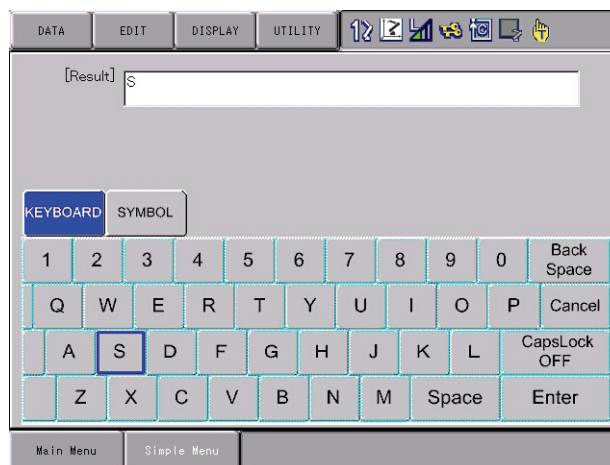 DATA EDIT DISPLAY UTILITY
[Result] S
KEYBOARD SYMBOL
1 2 3 4 5 6 7 8 9 0 Back Space
Q W E R T Y U I O P Cancel
A S D F G H J K L CapsLock OFF
Z X C V B N M Space Enter
Main Menu Simple Menu